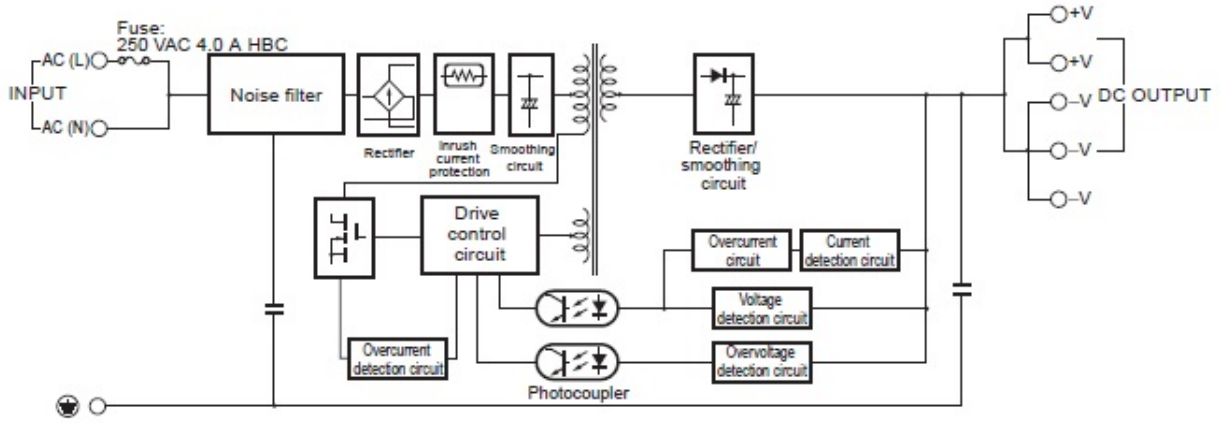 Fuse:
250 VAC 4.0 A HBC
AC (L)
INPUT
AC (N)
Noise filter
Rectifier
Inrush
current
protection
Smoothing
circuit
Rectifier/
smoothing
circuit
+V
+V
DC OUTPUT
–V
–V
–V
Drive
control
circuit
Overcurrent
circuit
Current
detection circuit
Voltage
detection circuit
Overcurrent
detection circuit
Overvoltage
detection circuit
Photocoupler